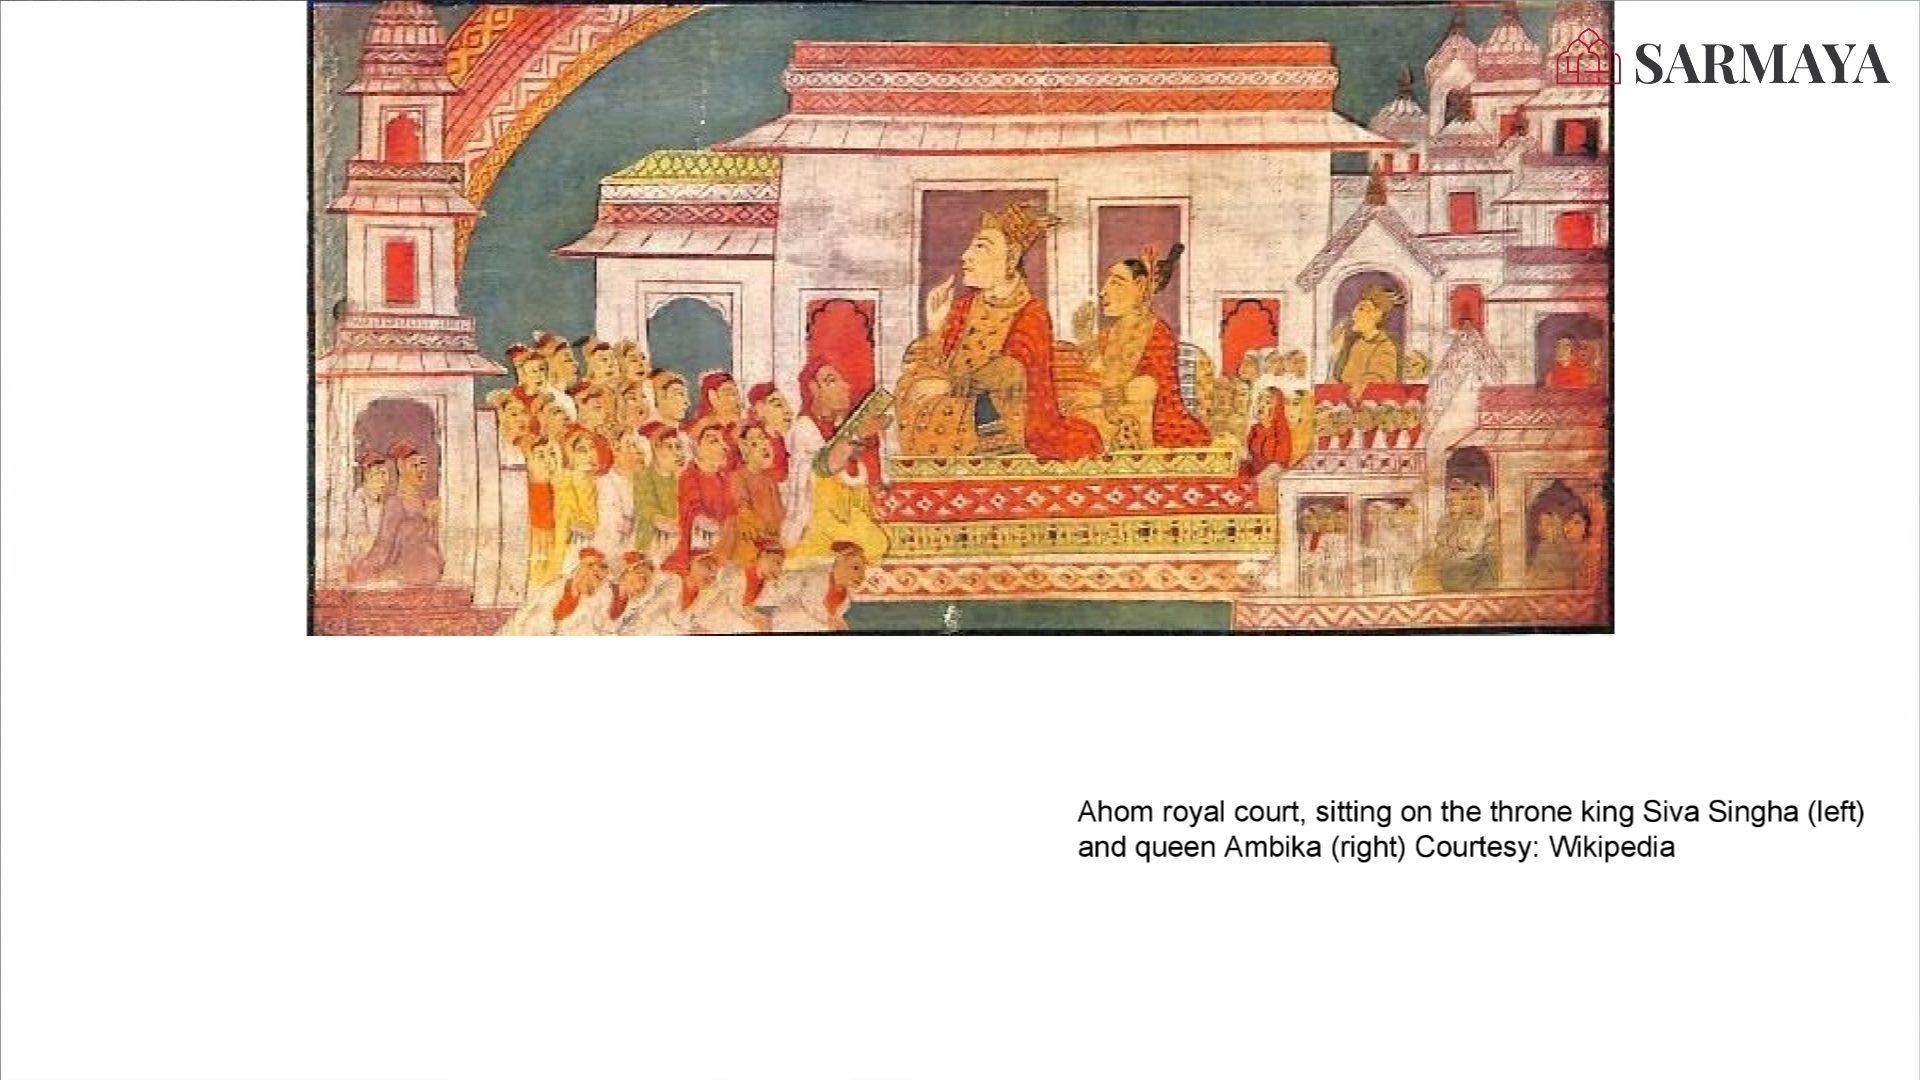 SARMAYA
Ahom royal court, sitting on the throne king Siva Singha (left)
and queen Ambika (right) Courtesy: Wikipedia